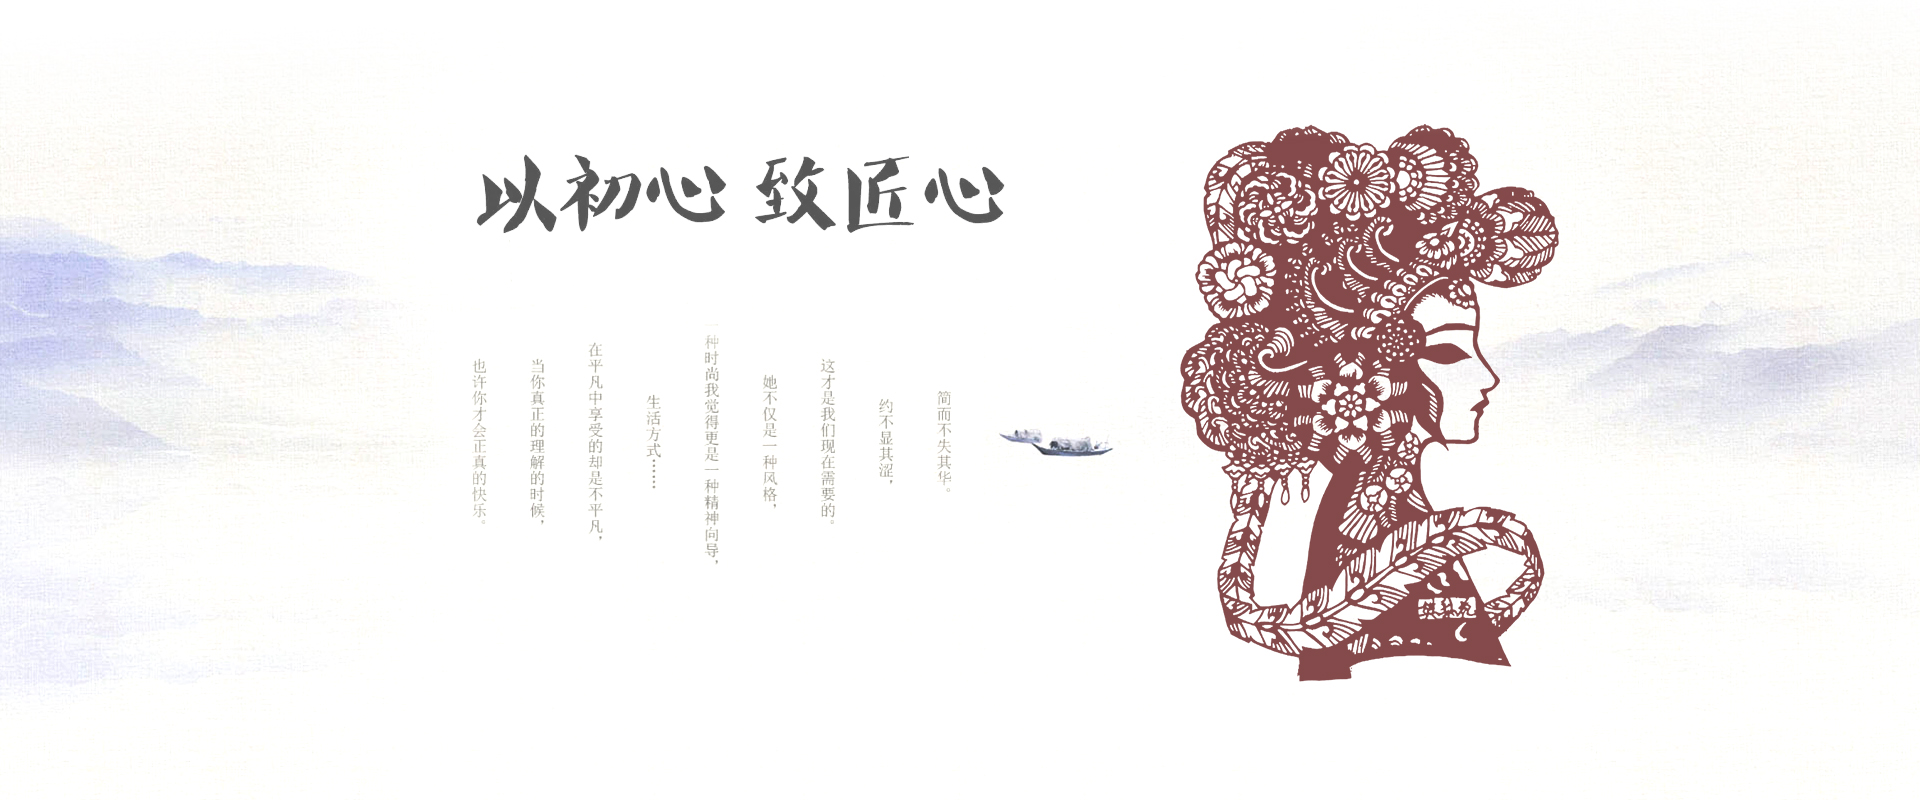 以初心 致匠心
简而不失其华。
约不显其涩，
这才是我们现在需要的。
她不仅是一种风格，
种时尚我觉得更是一种精神向导，
生活方式……
在平凡中享受的却是不平凡，
当你真正的理解的时候，
也许你才会正真的快乐。